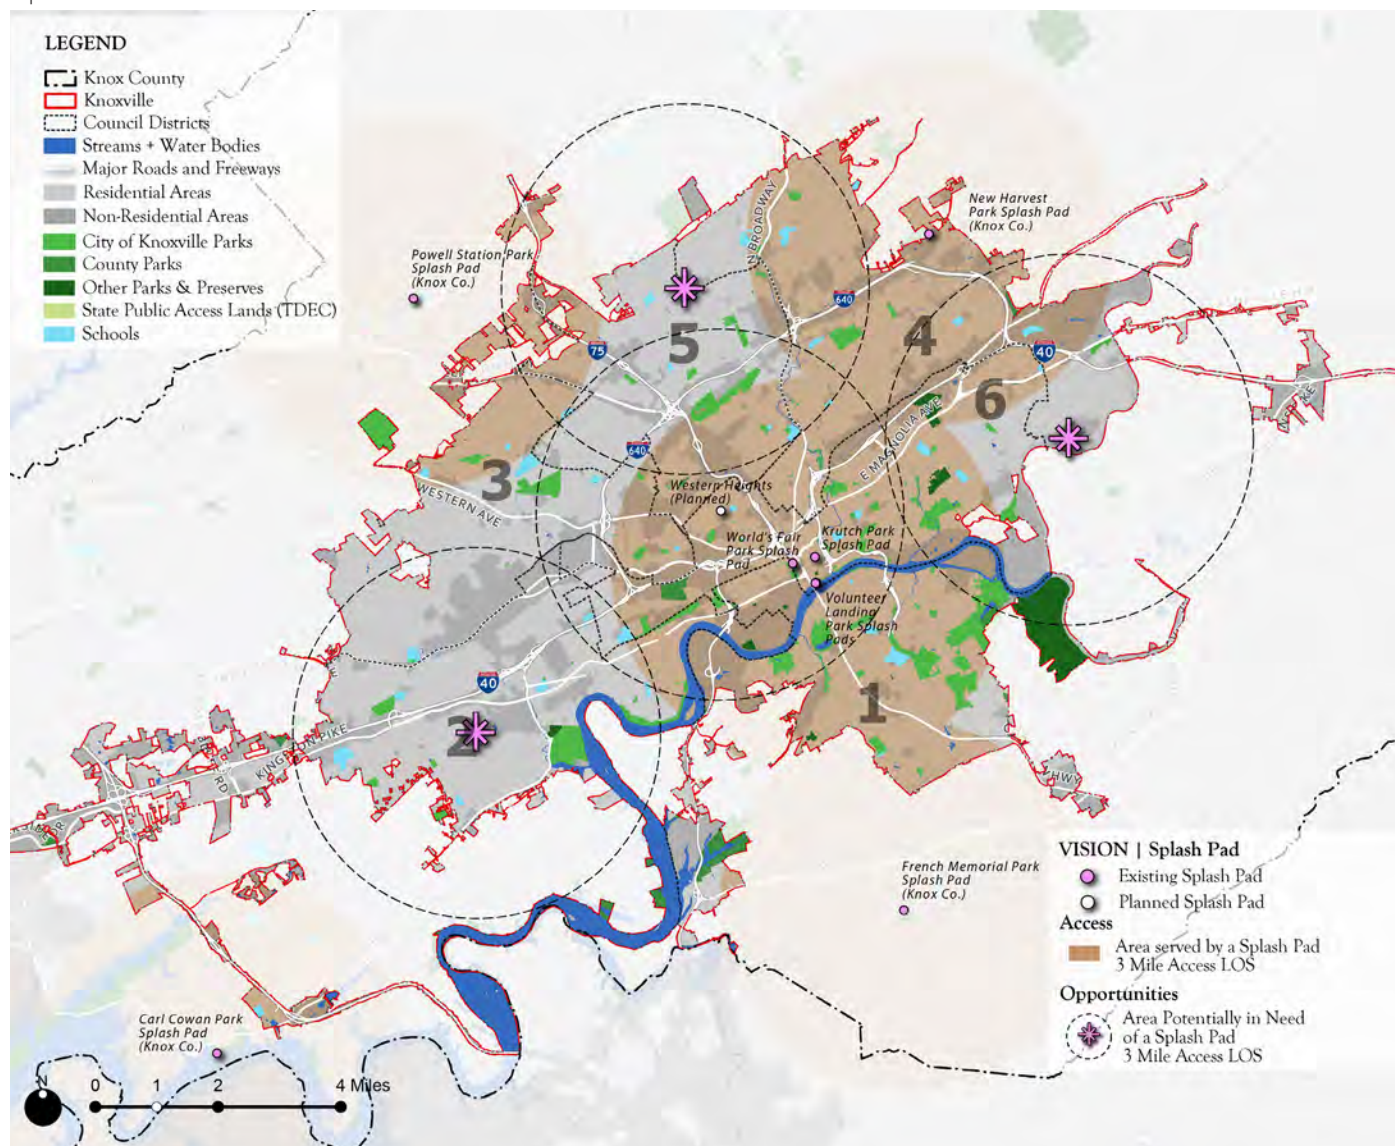 LEGEND
Knox County
Knoxville
Council Districts
Streams + Water Bodies
Major Roads and Freeways
Residential Areas
Non-Residential Areas
City of Knoxville Parks
County Parks
Other Parks & Preserves
State Public Access Lands (TDEC)
Schools
New Harvest
Park Splash Pad
(Knox Co.)
N BROADWAY
Powell Station Park
Splash Pad
(Knox Co.)
640
5
4
75
40
6
E MAGNOLIA AVE
640
3
WESTERN AVE
Western Heights
(Planned)
World's Fair
Park Splash
Pad
Krutch Park
Splash Pad
Volunteer
Landing
Park Splash
Pads
40
1
2
KINGSTON PIKE
RD
HWY
French Memorial Park
Splash Pad
(Knox Co.)
Carl Cowan Park
Splash Pad
(Knox Co.)
VISION | Splash Pad
Existing Splash Pad
Planned Splash Pad
Access
Area served by a Splash Pad
3 Mile Access LOS
Opportunities
Area Potentially in Need
of a Splash Pad
3 Mile Access LOS
N
0 1 2 4 Miles